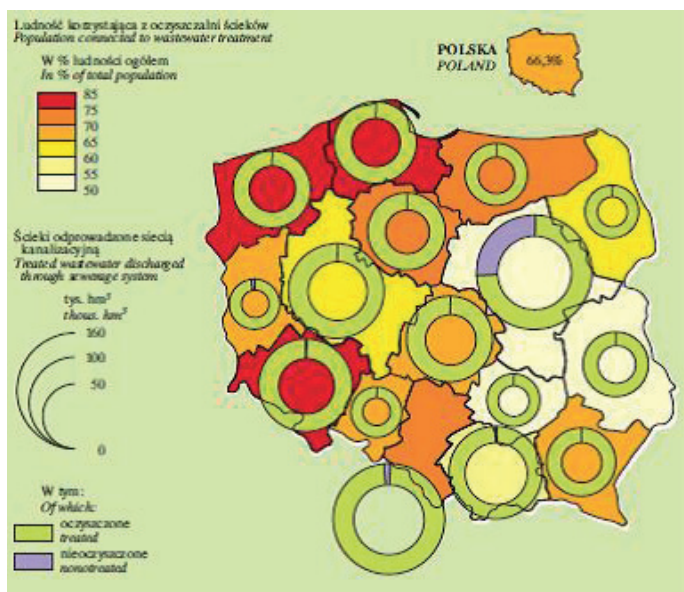 Ludność korzystająca z oczyszczalni ścieków
Population connected to wastewater treatment
W % ludności ogółem
In % of total population
85
75
70
65
60
55
50
POLSKA
POLAND
66,3%
Ścieki odprowadzone siecią
kanalizacyjną
Treated wastewater discharged
through sewerage system
tys. hm³
thous. hm³
160
100
50
0
W tym:
Of which:
oczyszczone
treated
nieoczyszczone
nontreated